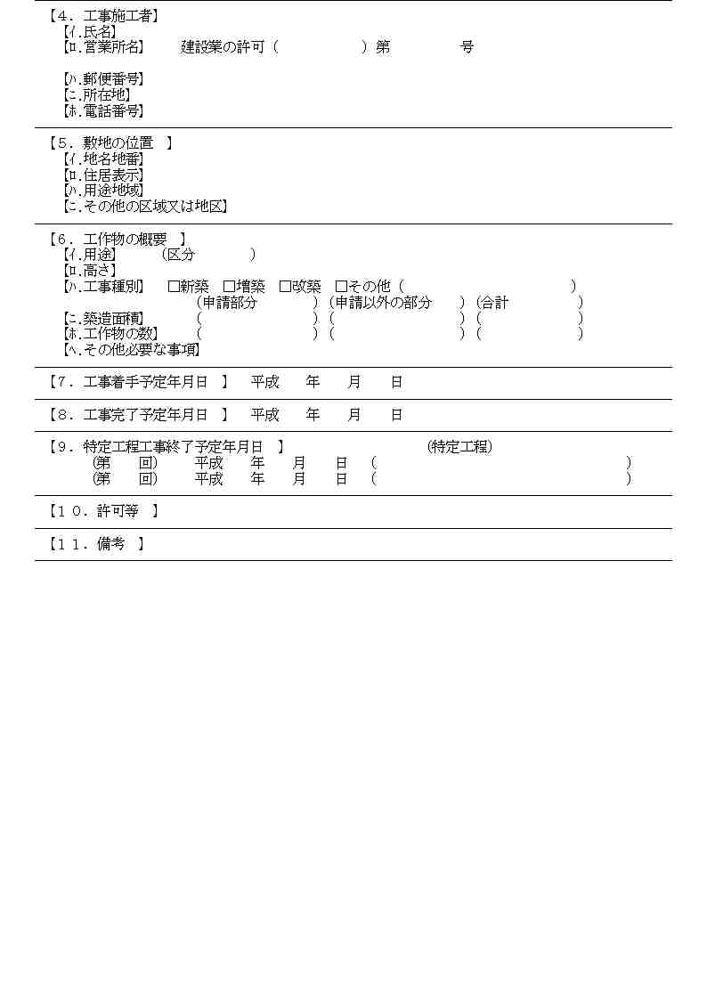 【４．工事施工者】
【ｲ.氏名】
【ﾛ.営業所名】　　建設業の許可（　　　　　　）第　　　　　号
【ﾊ.郵便番号】
【ﾆ.所在地】
【ﾎ.電話番号】
【５．敷地の位置　】
【ｲ.地名地番】
【ﾛ.住居表示】
【ﾊ.用途地域】
【ﾆ.その他の区域又は地区】
【６．工作物の概要　】
【ｲ.用途】　　　（区分　　　　）
【ﾛ.高さ】
【ﾊ.工事種別】　□新築　□増築　□改築　□その他（　　　　　　　　　　　　）
（申請部分　　　　）（申請以外の部分　　）（合計　　　　　）
【ﾆ.築造面積】　　　（　　　　　　　　）（　　　　　　　　　）（　　　　　　　）
【ﾎ.工作物の数】　　（　　　　　　　　）（　　　　　　　　　）（　　　　　　　）
【ﾍ.その他必要な事項】
【７．工事着手予定年月日　】　平成　　年　　月　　日
【８．工事完了予定年月日　】　平成　　年　　月　　日
【９．特定工程工事終了予定年月日　】　　　　　　　　　　（特定工程）
（第　　回）　　平成　　年　　月　　日　（　　　　　　　　　　　　　　　　　　）
（第　　回）　　平成　　年　　月　　日　（　　　　　　　　　　　　　　　　　　）
【１０．許可等　】
【１１．備考　】